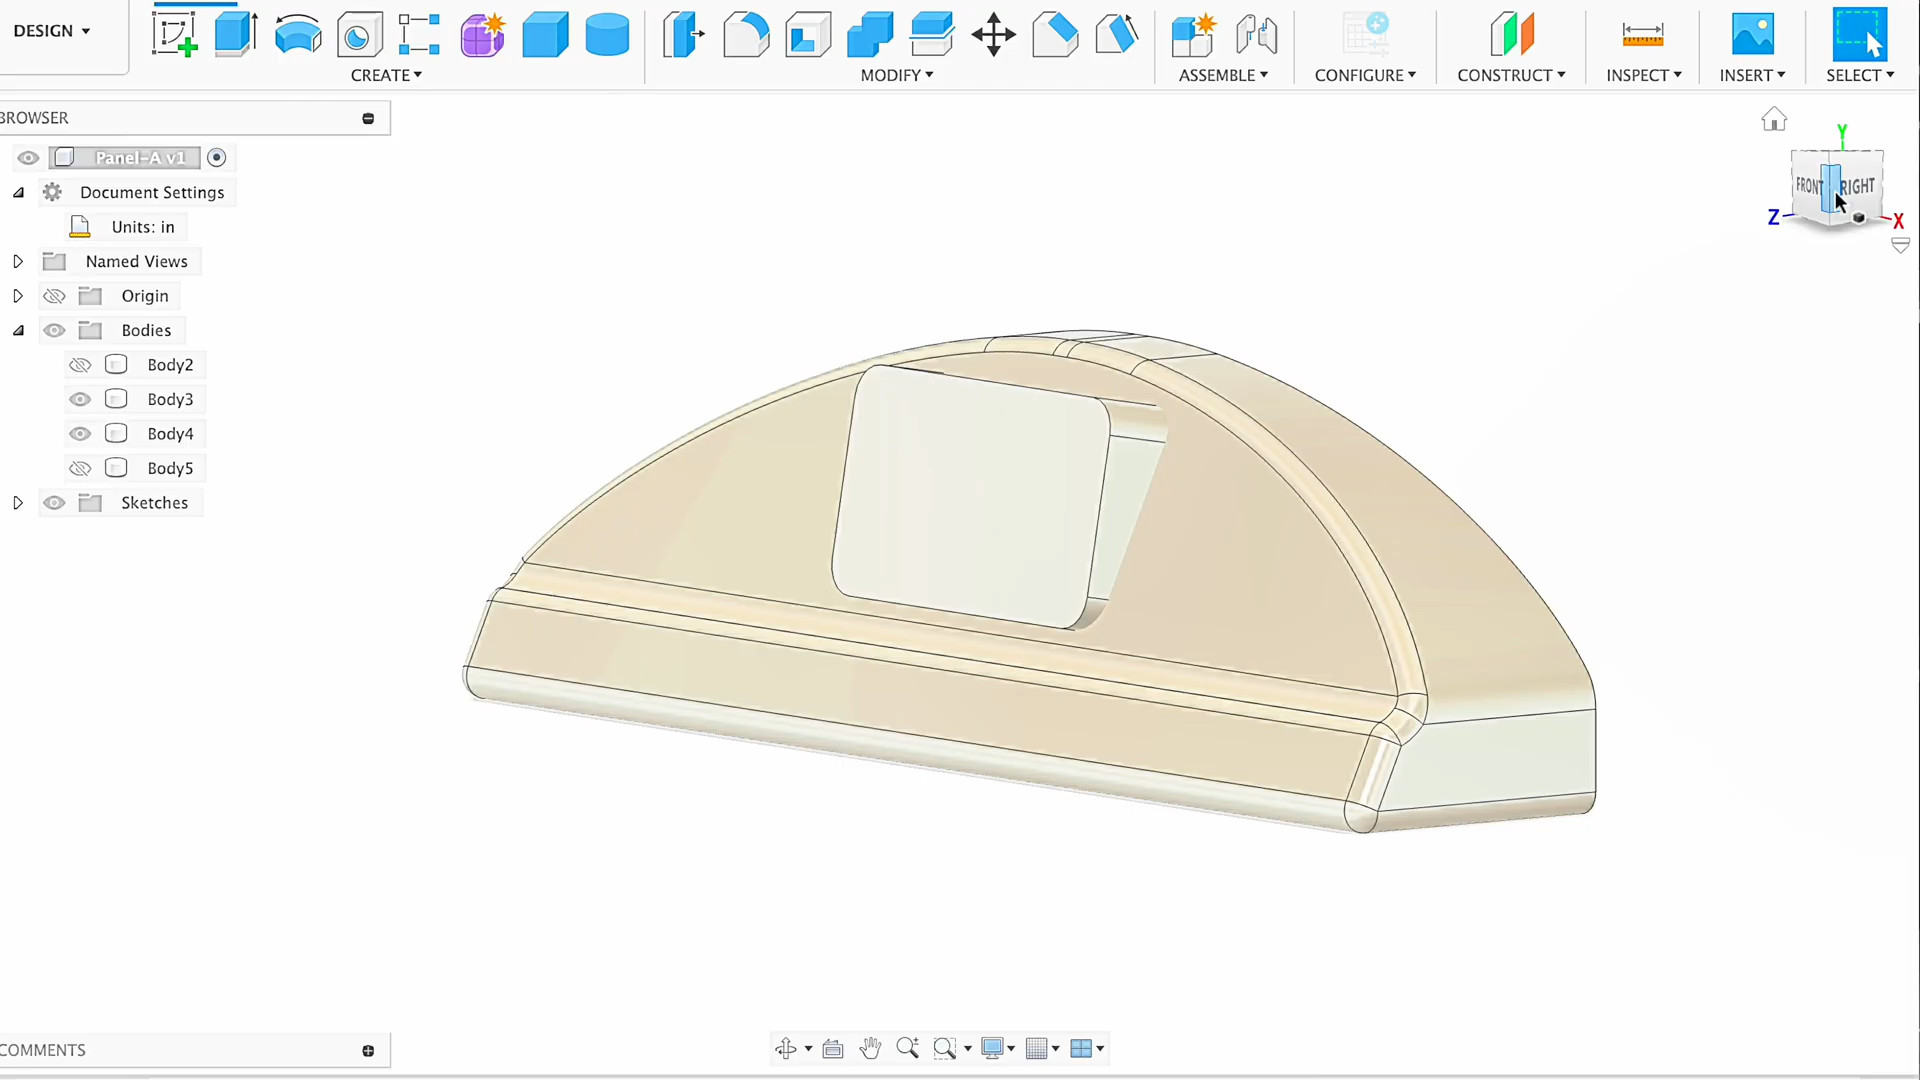 DESIGN
CREATE
MODIFY
ASSEMBLE
CONFIGURE
CONSTRUCT
INSPECT
INSERT
SELECT
BROWSER
Panel-A v1
Document Settings
Units: in
Named Views
Origin
Bodies
Body2
Body3
Body4
Body5
Sketches
Y
FRONT
RIGHT
Z
X
COMMENTS